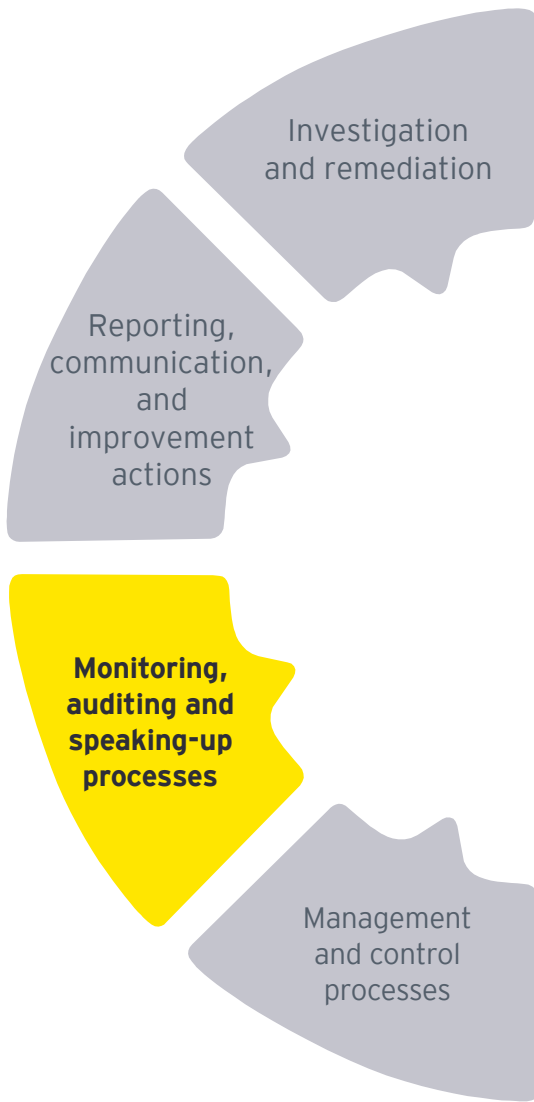 Investigation
and remediation
Reporting,
communication,
and
improvement
actions
Monitoring,
auditing and
speaking-up
processes
Management
and control
processes